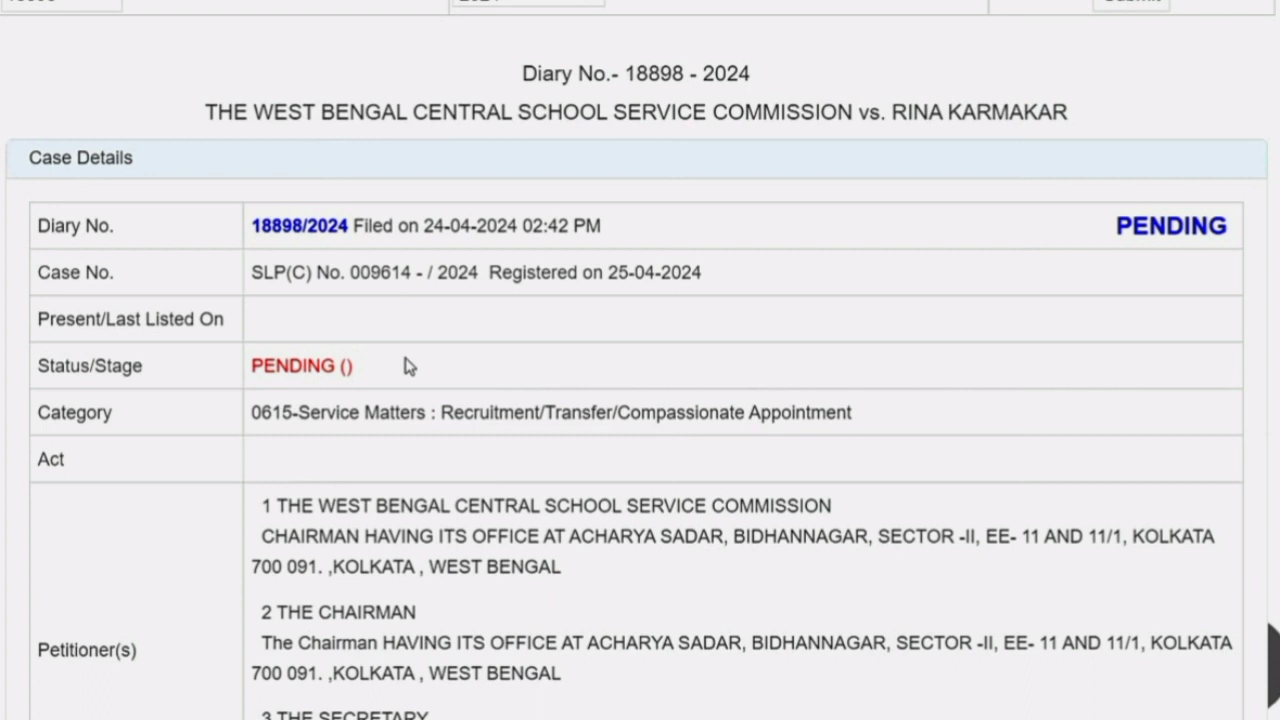 Diary No.- 18898 - 2024
THE WEST BENGAL CENTRAL SCHOOL SERVICE COMMISSION vs. RINA KARMAKAR
Case Details
Diary No. 18898/2024 Filed on 24-04-2024 02:42 PM PENDING
Case No. SLP(C) No. 009614 - / 2024 Registered on 25-04-2024
Present/Last Listed On
Status/Stage PENDING ()
Category 0615-Service Matters : Recruitment/Transfer/Compassionate Appointment
Act
1 THE WEST BENGAL CENTRAL SCHOOL SERVICE COMMISSION
CHAIRMAN HAVING ITS OFFICE AT ACHARYA SADAR, BIDHANNAGAR, SECTOR -II, EE- 11 AND 11/1, KOLKATA
700 091. ,KOLKATA , WEST BENGAL
2 THE CHAIRMAN
Petitioner(s) The Chairman HAVING ITS OFFICE AT ACHARYA SADAR, BIDHANNAGAR, SECTOR -II, EE- 11 AND 11/1, KOLKATA
700 091. ,KOLKATA , WEST BENGAL
3 THE SECRETARY